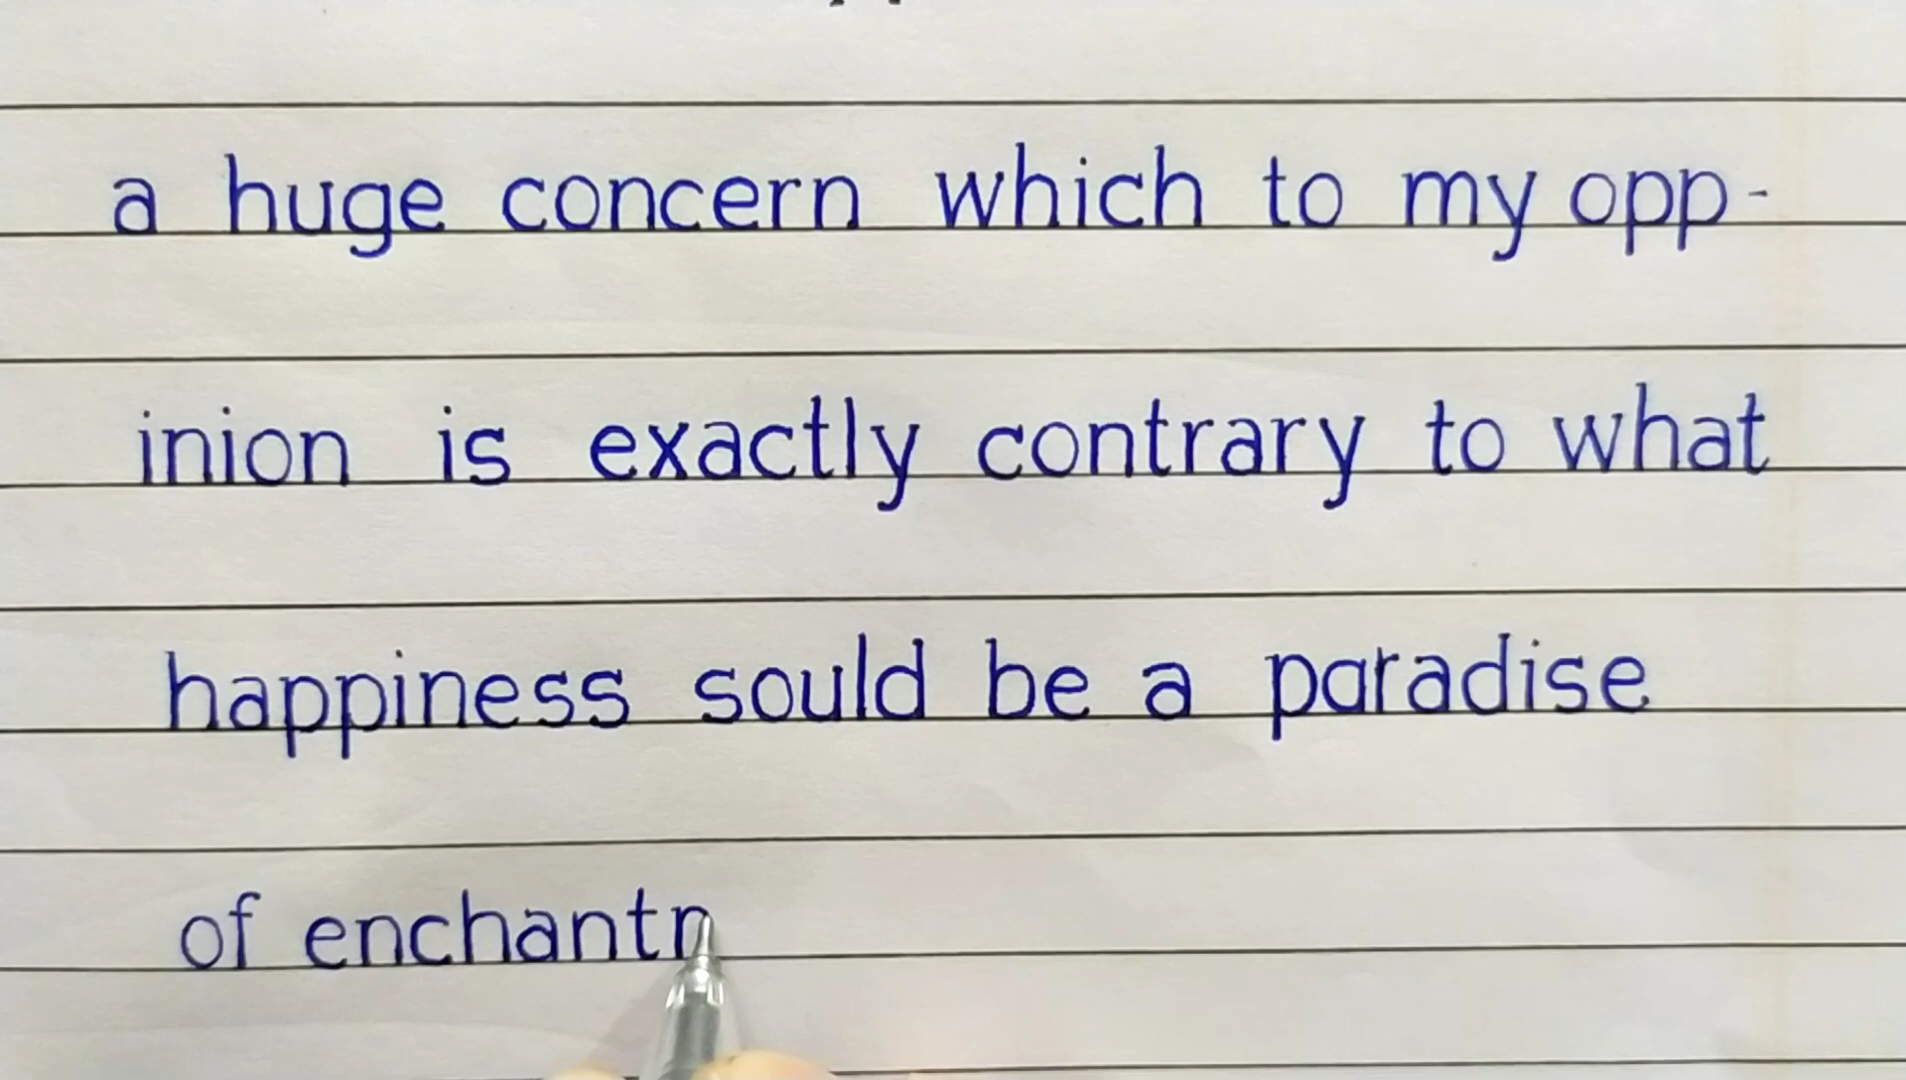 a huge concern which to my opp-
inion is exactly contrary to what
happiness sould be a paradise
of enchantn